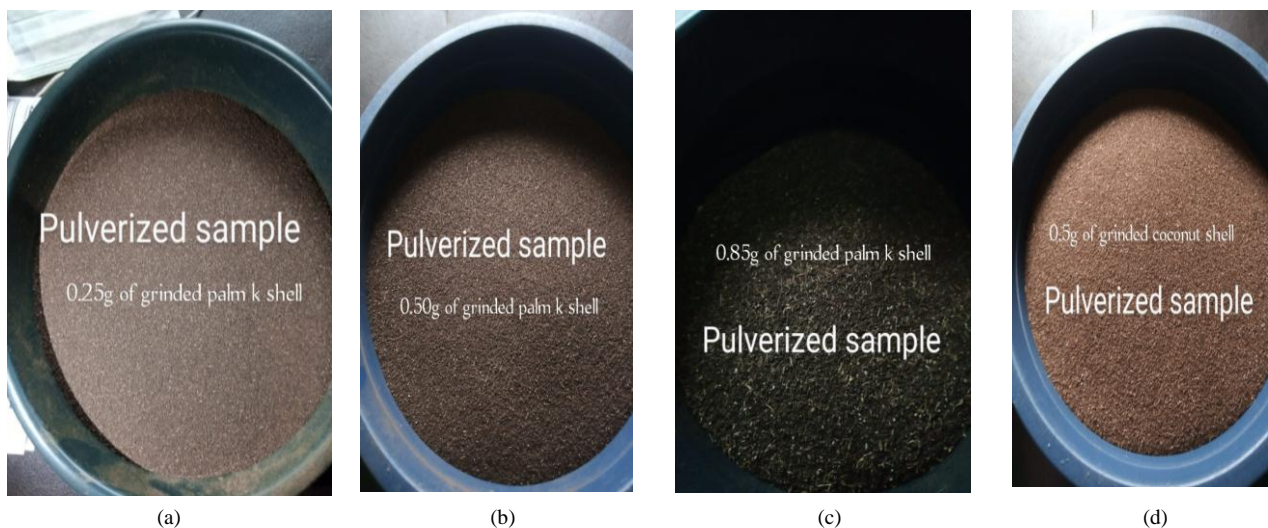 Pulverized sample
0.25g of grinded palm k shell
(a)
Pulverized sample
0.50g of grinded palm k shell
(b)
0.85g of grinded palm k shell
Pulverized sample
(c)
0.5g of grinded coconut shell
Pulverized sample
(d)